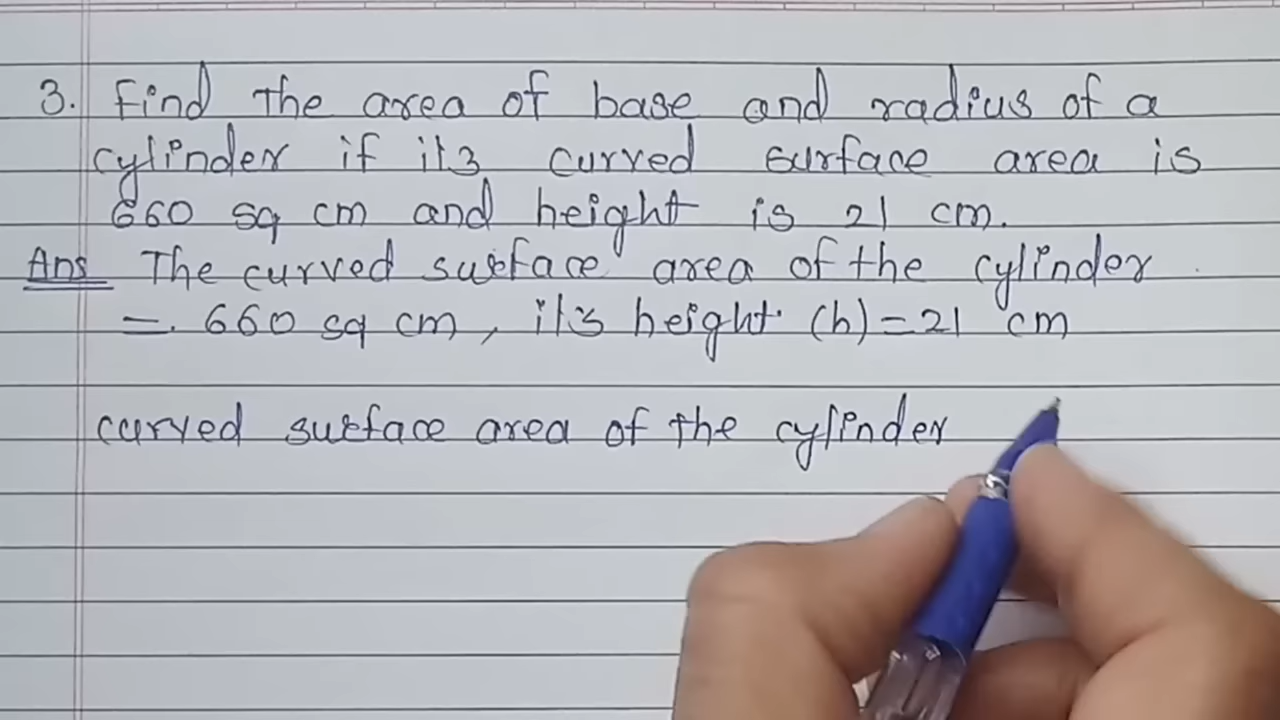 3. Find the area of base and radius of a
cylinder if its curved surface area is
660 sq cm and height is 21 cm.
Ans The curved surface area of the cylinder
= 660 sq cm, its height (h) = 21 cm
curved surface area of the cylinder